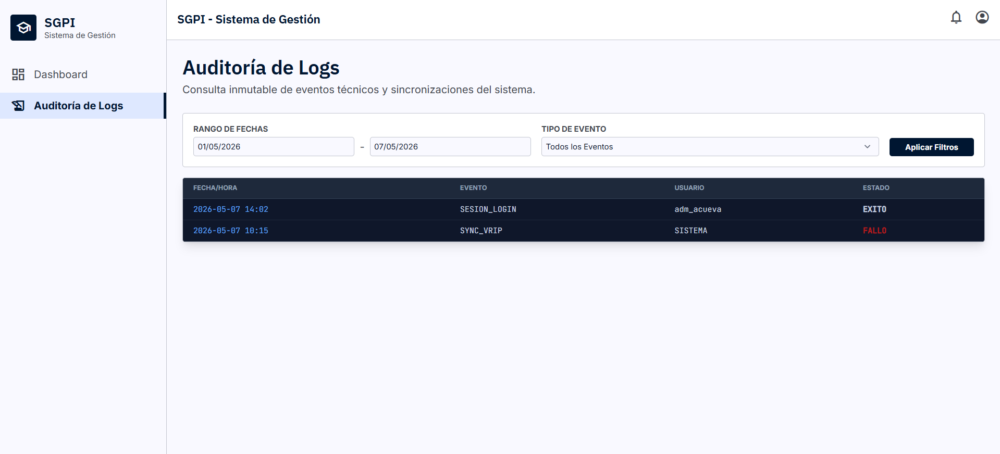 SGPI
Sistema de Gestión
Dashboard
Auditoría de Logs
SGPI - Sistema de Gestión
Auditoría de Logs
Consulta inmutable de eventos técnicos y sincronizaciones del sistema.
RANGO DE FECHAS
01/05/2026 - 07/05/2026
TIPO DE EVENTO
Todos los Eventos
Aplicar Filtros
FECHA/HORA EVENTO USUARIO ESTADO
2026-05-07 14:02 SESION_LOGIN adm_acueva EXITO
2026-05-07 10:15 SYNC_VRIP SISTEMA FALLO